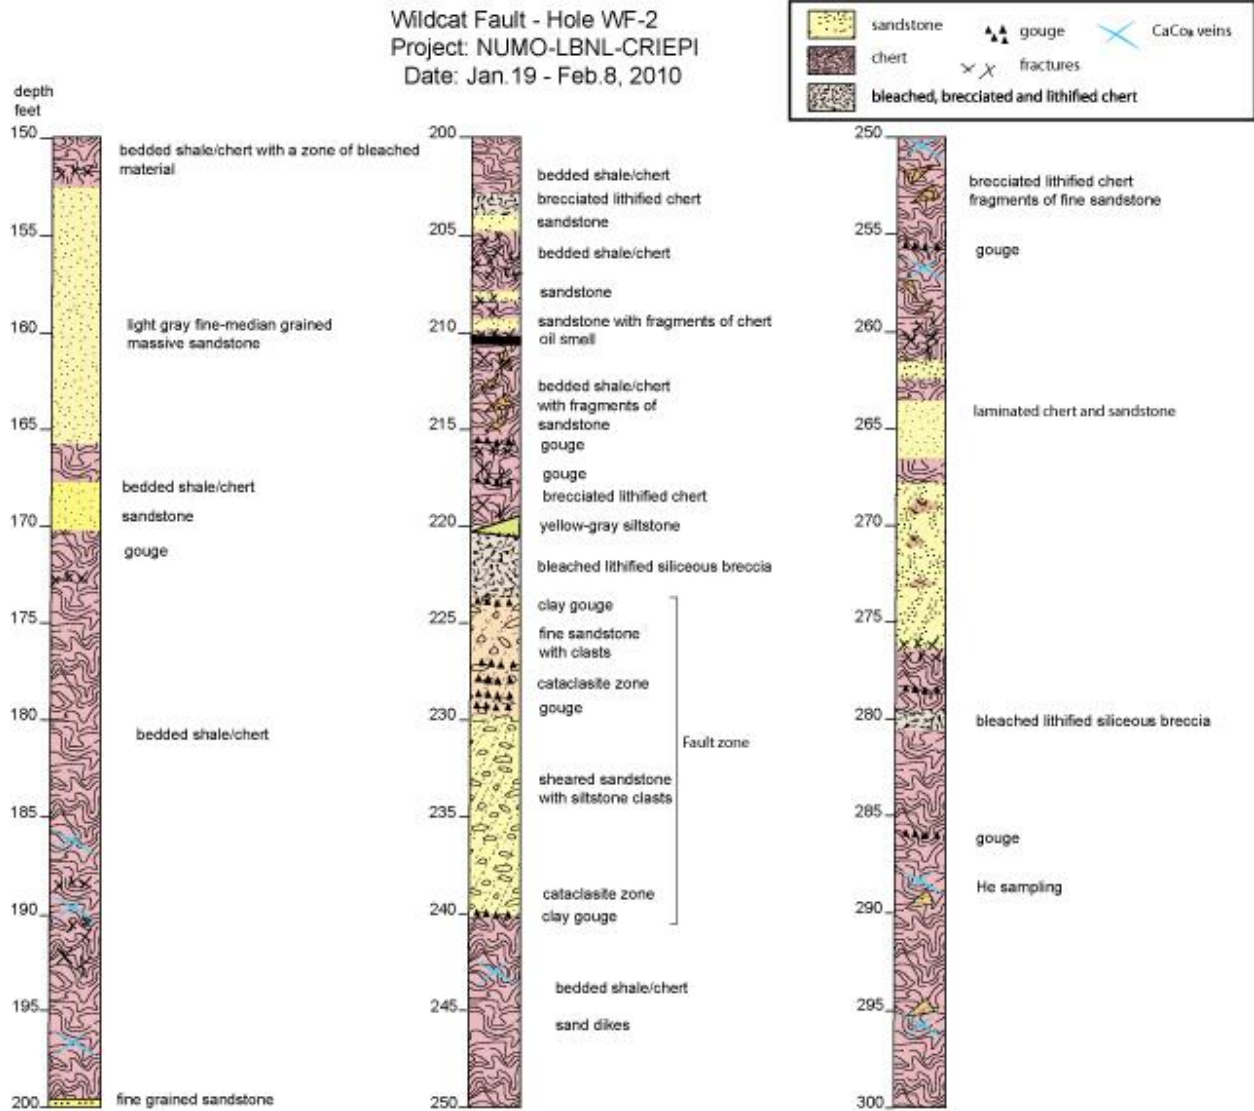 Wildcat Fault - Hole WF-2
Project: NUMO-LBNL-CRIEPI
Date: Jan.19 - Feb.8, 2010
sandstone
gouge
CaCo₃ veins
chert
fractures
bleached, brecciated and lithified chert
depth
feet
150
bedded shale/chert with a zone of bleached
material
155
light gray fine-median grained
massive sandstone
160
165
bedded shale/chert
sandstone
170
gouge
175
180
bedded shale/chert
185
190
195
fine grained sandstone
200
200
bedded shale/chert
brecciated lithified chert
sandstone
205
bedded shale/chert
sandstone
sandstone with fragments of chert
210
oil smell
bedded shale/chert
with fragments of
sandstone
215
gouge
gouge
brecciated lithified chert
220
yellow-gray siltstone
bleached lithified siliceous breccia
clay gouge
225
fine sandstone
with clasts
cataclasite zone
gouge
230
Fault zone
sheared sandstone
with siltstone clasts
235
cataclasite zone
240
clay gouge
bedded shale/chert
245
sand dikes
250
250
brecciated lithified chert
fragments of fine sandstone
255
gouge
260
laminated chert and sandstone
265
270
275
280
bleached lithified siliceous breccia
285
gouge
He sampling
290
295
300